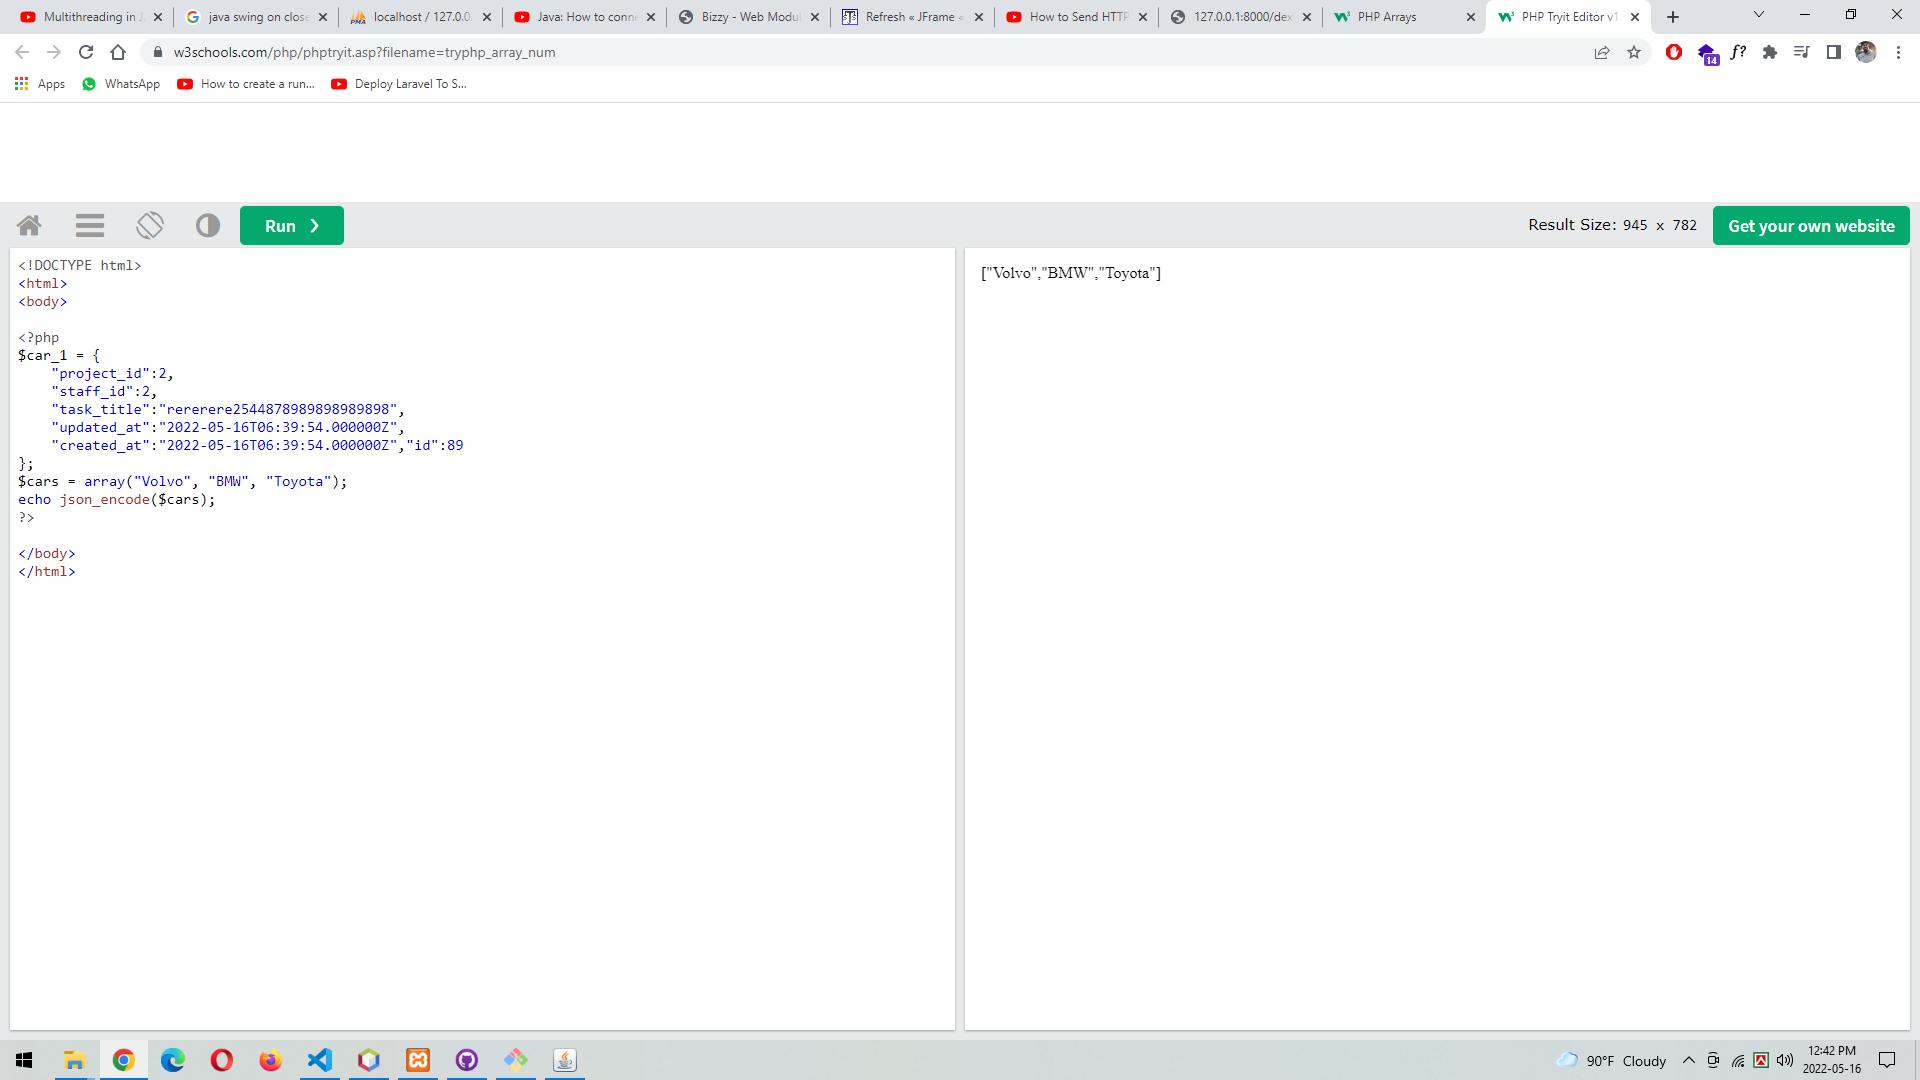 Multithreading in J
java swing on close
localhost / 127.0.0.
Java: How to conne
Bizzy - Web Modul
Refresh « JFrame «
How to Send HTTP
127.0.0.1:8000/dex
PHP Arrays
PHP Tryit Editor v1.
w3schools.com/php/phptryit.asp?filename=tryphp_array_num
14
f?
Apps
WhatsApp
How to create a run...
Deploy Laravel To S...
Run ❯
Result Size: 945 x 782
Get your own website
<!DOCTYPE html>
<html>
<body>
<?php
$car_1 = {
"project_id":2,
"staff_id":2,
"task_title":"rererere2544878989898989898",
"updated_at":"2022-05-16T06:39:54.000000Z",
"created_at":"2022-05-16T06:39:54.000000Z","id":89
};
$cars = array("Volvo", "BMW", "Toyota");
echo json_encode($cars);
?>
</body>
</html>
["Volvo","BMW","Toyota"]
90°F Cloudy
12:42 PM
2022-05-16